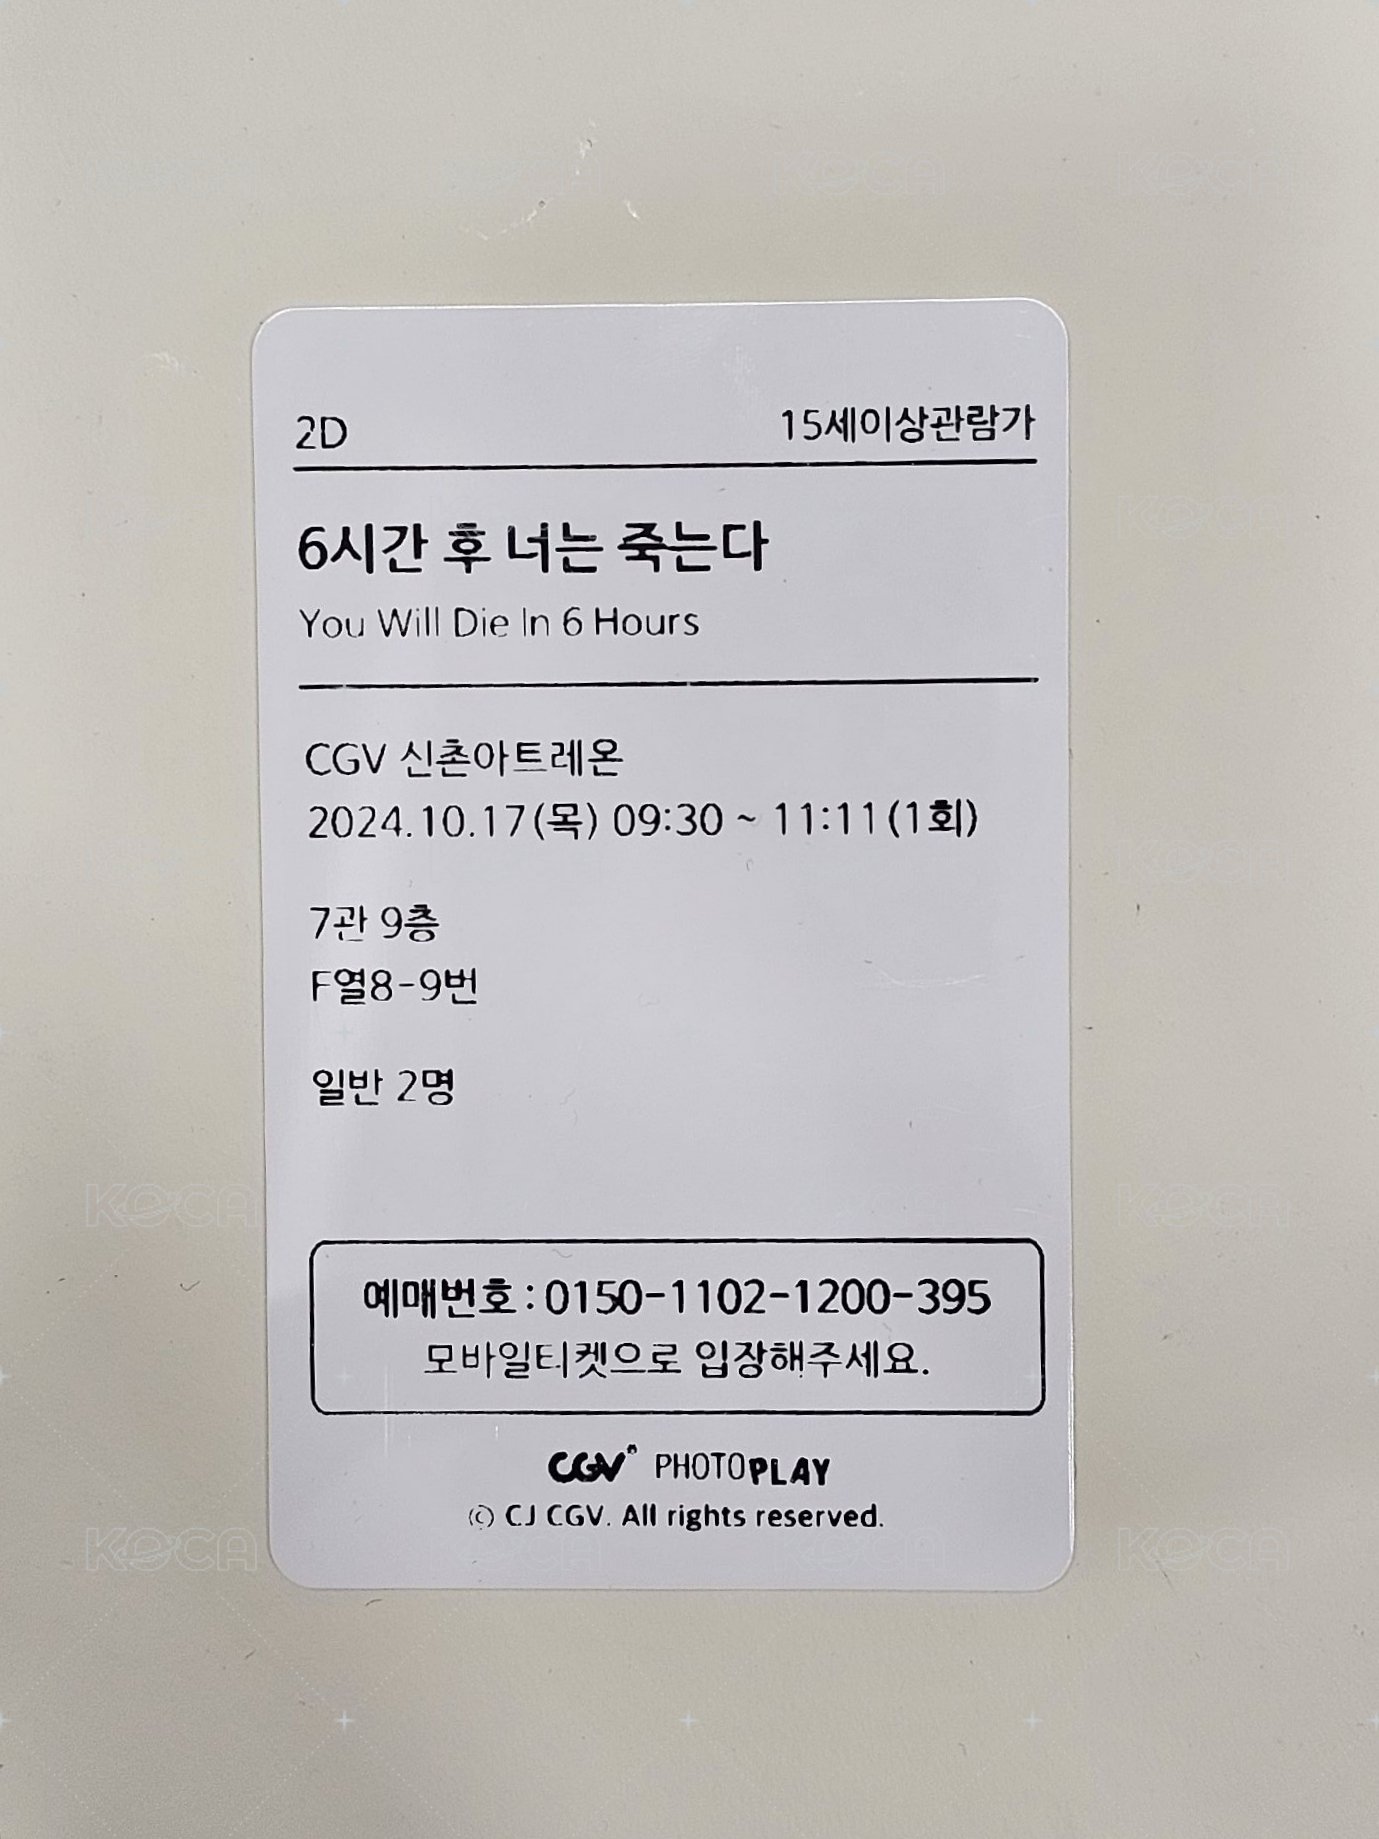 2D 15세이상관람가
6시간 후 너는 죽는다
You Will Die In 6 Hours
CGV 신촌아트레온
2024.10.17(목) 09:30 ~ 11:11(1회)
7관 9층
F열8-9번
일반 2명
예매번호:0150-1102-1200-395
모바일티켓으로 입장해주세요.
CGV PHOTOPLAY
ⓒ CJ CGV. All rights reserved.
KOCA